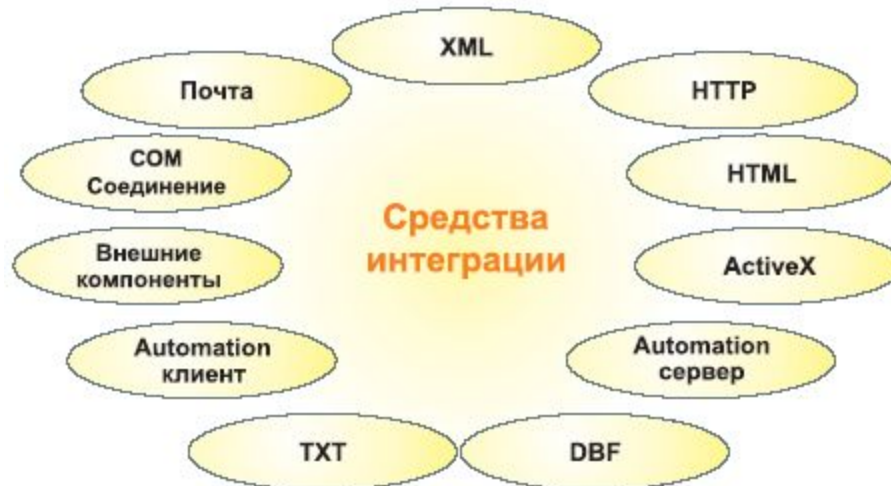 XML
Почта
HTTP
COM
Соединение
HTML
Средства
интеграции
Внешние
компоненты
ActiveX
Automation
клиент
Automation
сервер
TXT
DBF